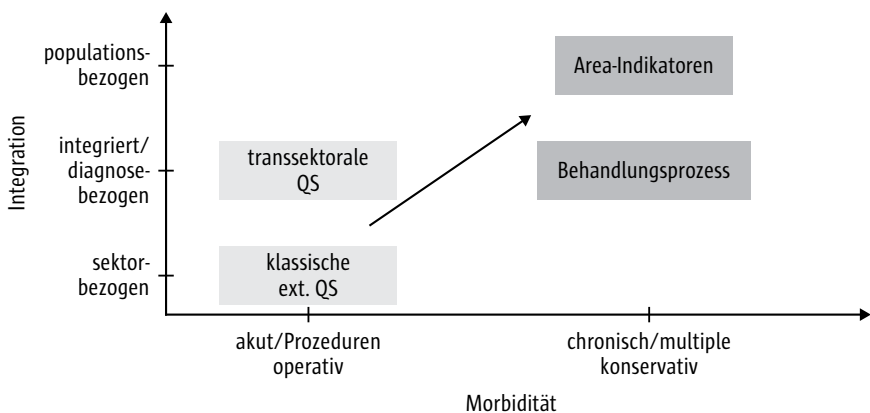 Integration
populations-
bezogen
integriert/
diagnose-
bezogen
sektor-
bezogen
Area-Indikatoren
transsektorale
QS
Behandlungsprozess
klassische
ext. QS
akut/Prozeduren
operativ
chronisch/multiple
konservativ
Morbidität